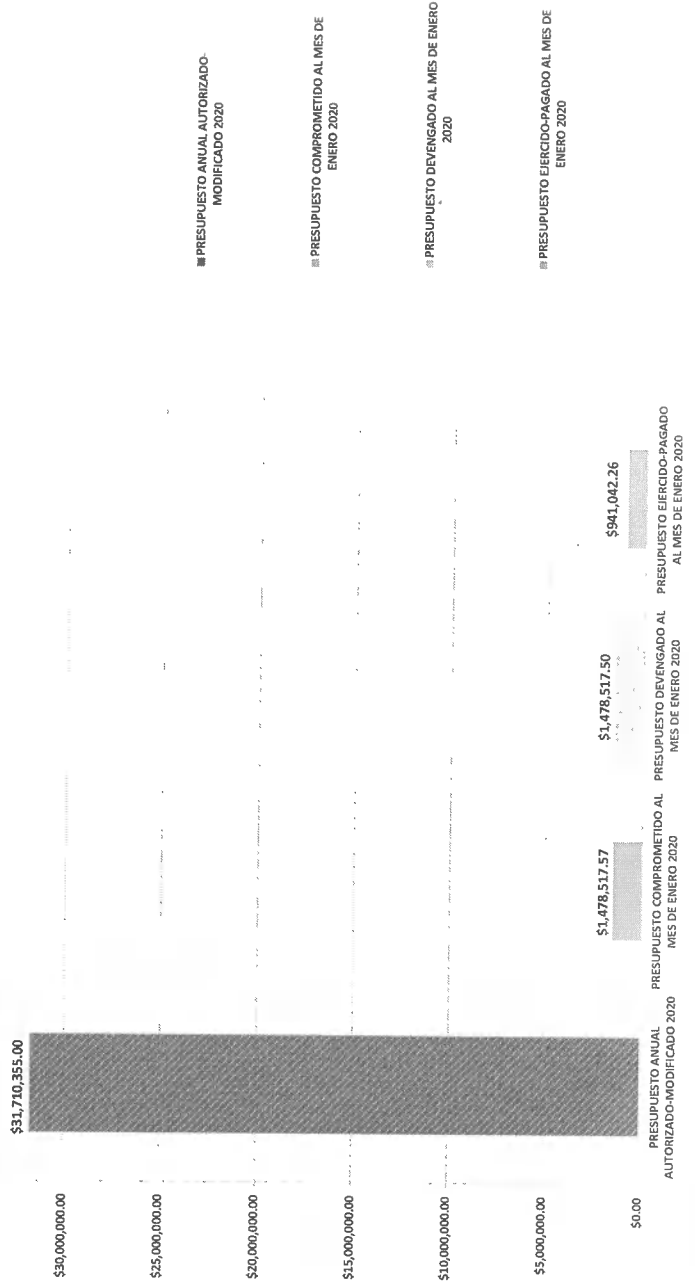 $31,710,355.00
$30,000,000.00
$25,000,000.00
$20,000,000.00
$15,000,000.00
$10,000,000.00
$5,000,000.00
$0.00
$1,478,517.57
$1,478,517.50
$941,042.26
PRESUPUESTO ANUAL
AUTORIZADO-MODIFICADO 2020
PRESUPUESTO COMPROMETIDO AL
MES DE ENERO 2020
PRESUPUESTO DEVENGADO AL
MES DE ENERO 2020
PRESUPUESTO EJERCIDO-PAGADO
AL MES DE ENERO 2020
PRESUPUESTO ANUAL AUTORIZADO-
MODIFICADO 2020
PRESUPUESTO COMPROMETIDO AL MES DE
ENERO 2020
PRESUPUESTO DEVENGADO AL MES DE ENERO
2020
PRESUPUESTO EJERCIDO-PAGADO AL MES DE
ENERO 2020